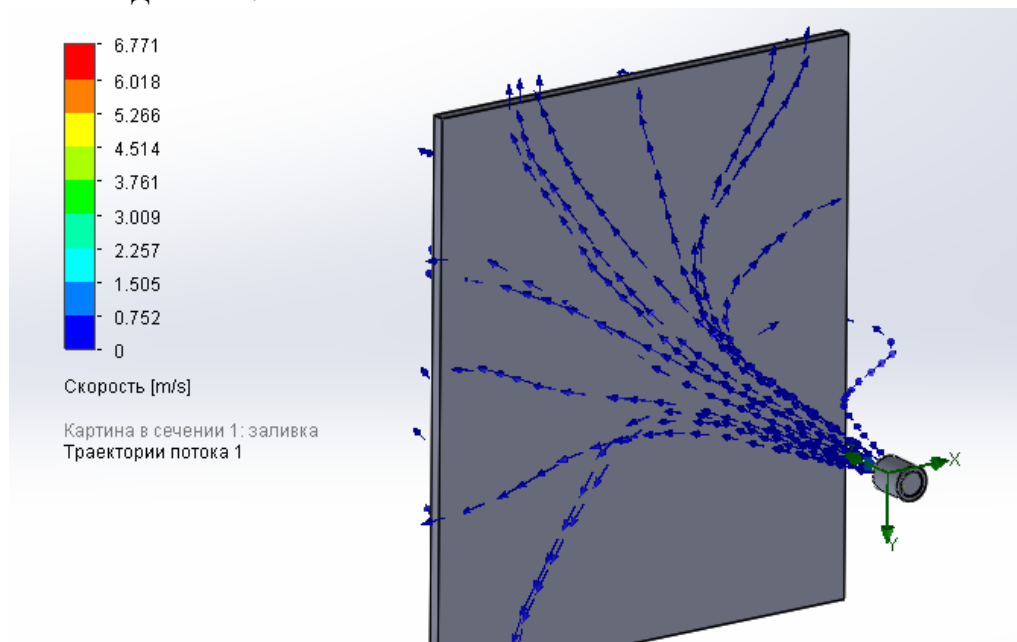 6.771
6.018
5.266
4.514
3.761
3.009
2.257
1.505
0.752
0
Скорость [m/s]
Картина в сечении 1: заливка
Траектории потока 1
X
Y